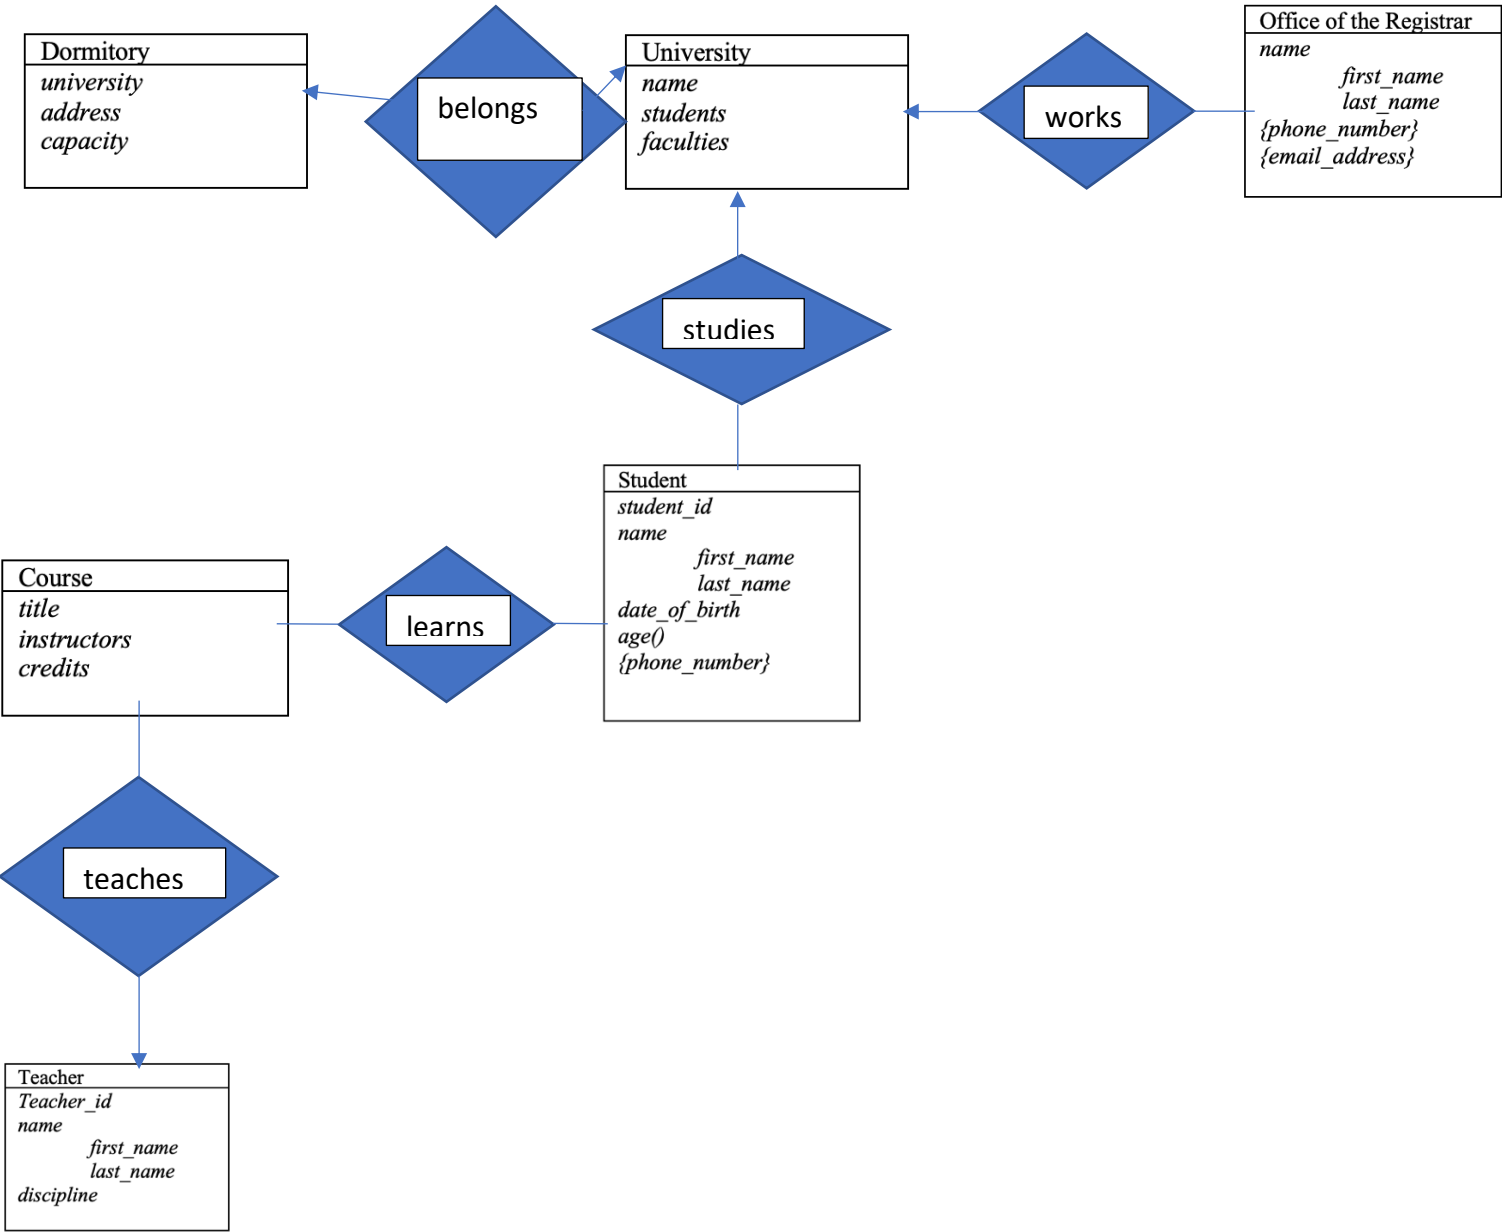 Dormitory
university
address
capacity
belongs
University
name
students
faculties
works
Office of the Registrar
name
first_name
last_name
{phone_number}
{email_address}
studies
Student
student_id
name
first_name
last_name
date_of_birth
age()
{phone_number}
Course
title
instructors
credits
learns
teaches
Teacher
Teacher_id
name
first_name
last_name
discipline